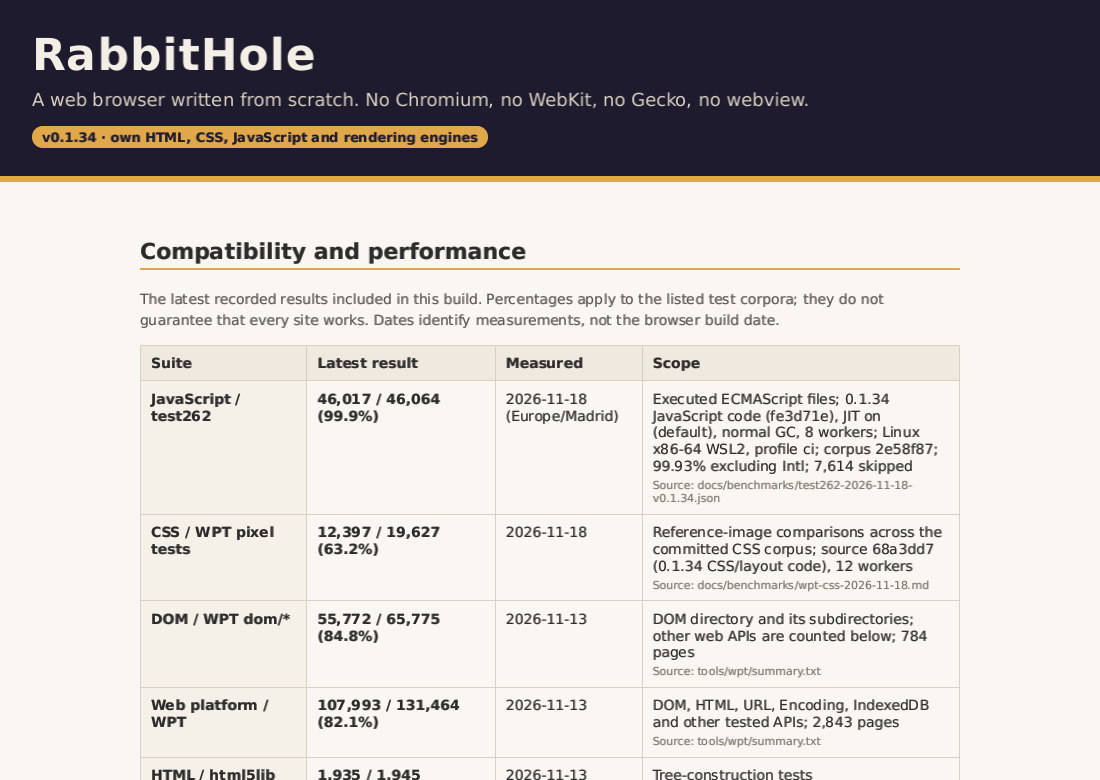 RabbitHole
A web browser written from scratch. No Chromium, no WebKit, no Gecko, no webview.
v0.1.34 · own HTML, CSS, JavaScript and rendering engines
Compatibility and performance
The latest recorded results included in this build. Percentages apply to the listed test corpora; they do not
guarantee that every site works. Dates identify measurements, not the browser build date.
Suite
Latest result
Measured
Scope
JavaScript /
test262
46,017 / 46,064
(99.9%)
2026-11-18
(Europe/Madrid)
Executed ECMAScript files; 0.1.34
JavaScript code (fe3d71e), JIT on
(default), normal GC, 8 workers; Linux
x86-64 WSL2, profile ci; corpus 2e58f87;
99.93% excluding Intl; 7,614 skipped
Source: docs/benchmarks/test262-2026-11-18-
v0.1.34.json
CSS / WPT pixel
tests
12,397 / 19,627
(63.2%)
2026-11-18
Reference-image comparisons across the
committed CSS corpus; source 68a3dd7
(0.1.34 CSS/layout code), 12 workers
Source: docs/benchmarks/wpt-css-2026-11-18.md
DOM / WPT dom/*
55,772 / 65,775
(84.8%)
2026-11-13
DOM directory and its subdirectories;
other web APIs are counted below; 784
pages
Source: tools/wpt/summary.txt
Web platform /
WPT
107,993 / 131,464
(82.1%)
2026-11-13
DOM, HTML, URL, Encoding, IndexedDB
and other tested APIs; 2,843 pages
Source: tools/wpt/summary.txt
HTML / html5lib
1,935 / 1,945
2026-11-13
Tree-construction tests